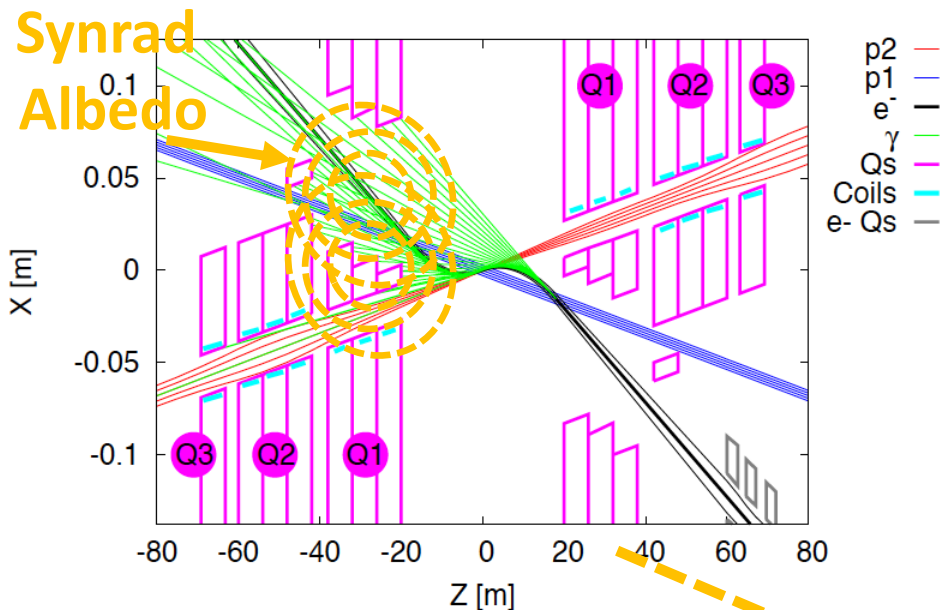 Synrad
Albedo
p2
p1
e-
γ
Qs
Coils
e- Qs
Q1
Q2
Q3
Q3
Q2
Q1
0.1
0.05
0
-0.05
-0.1
X [m]
-80
-60
-40
-20
0
20
40
60
80
Z [m]